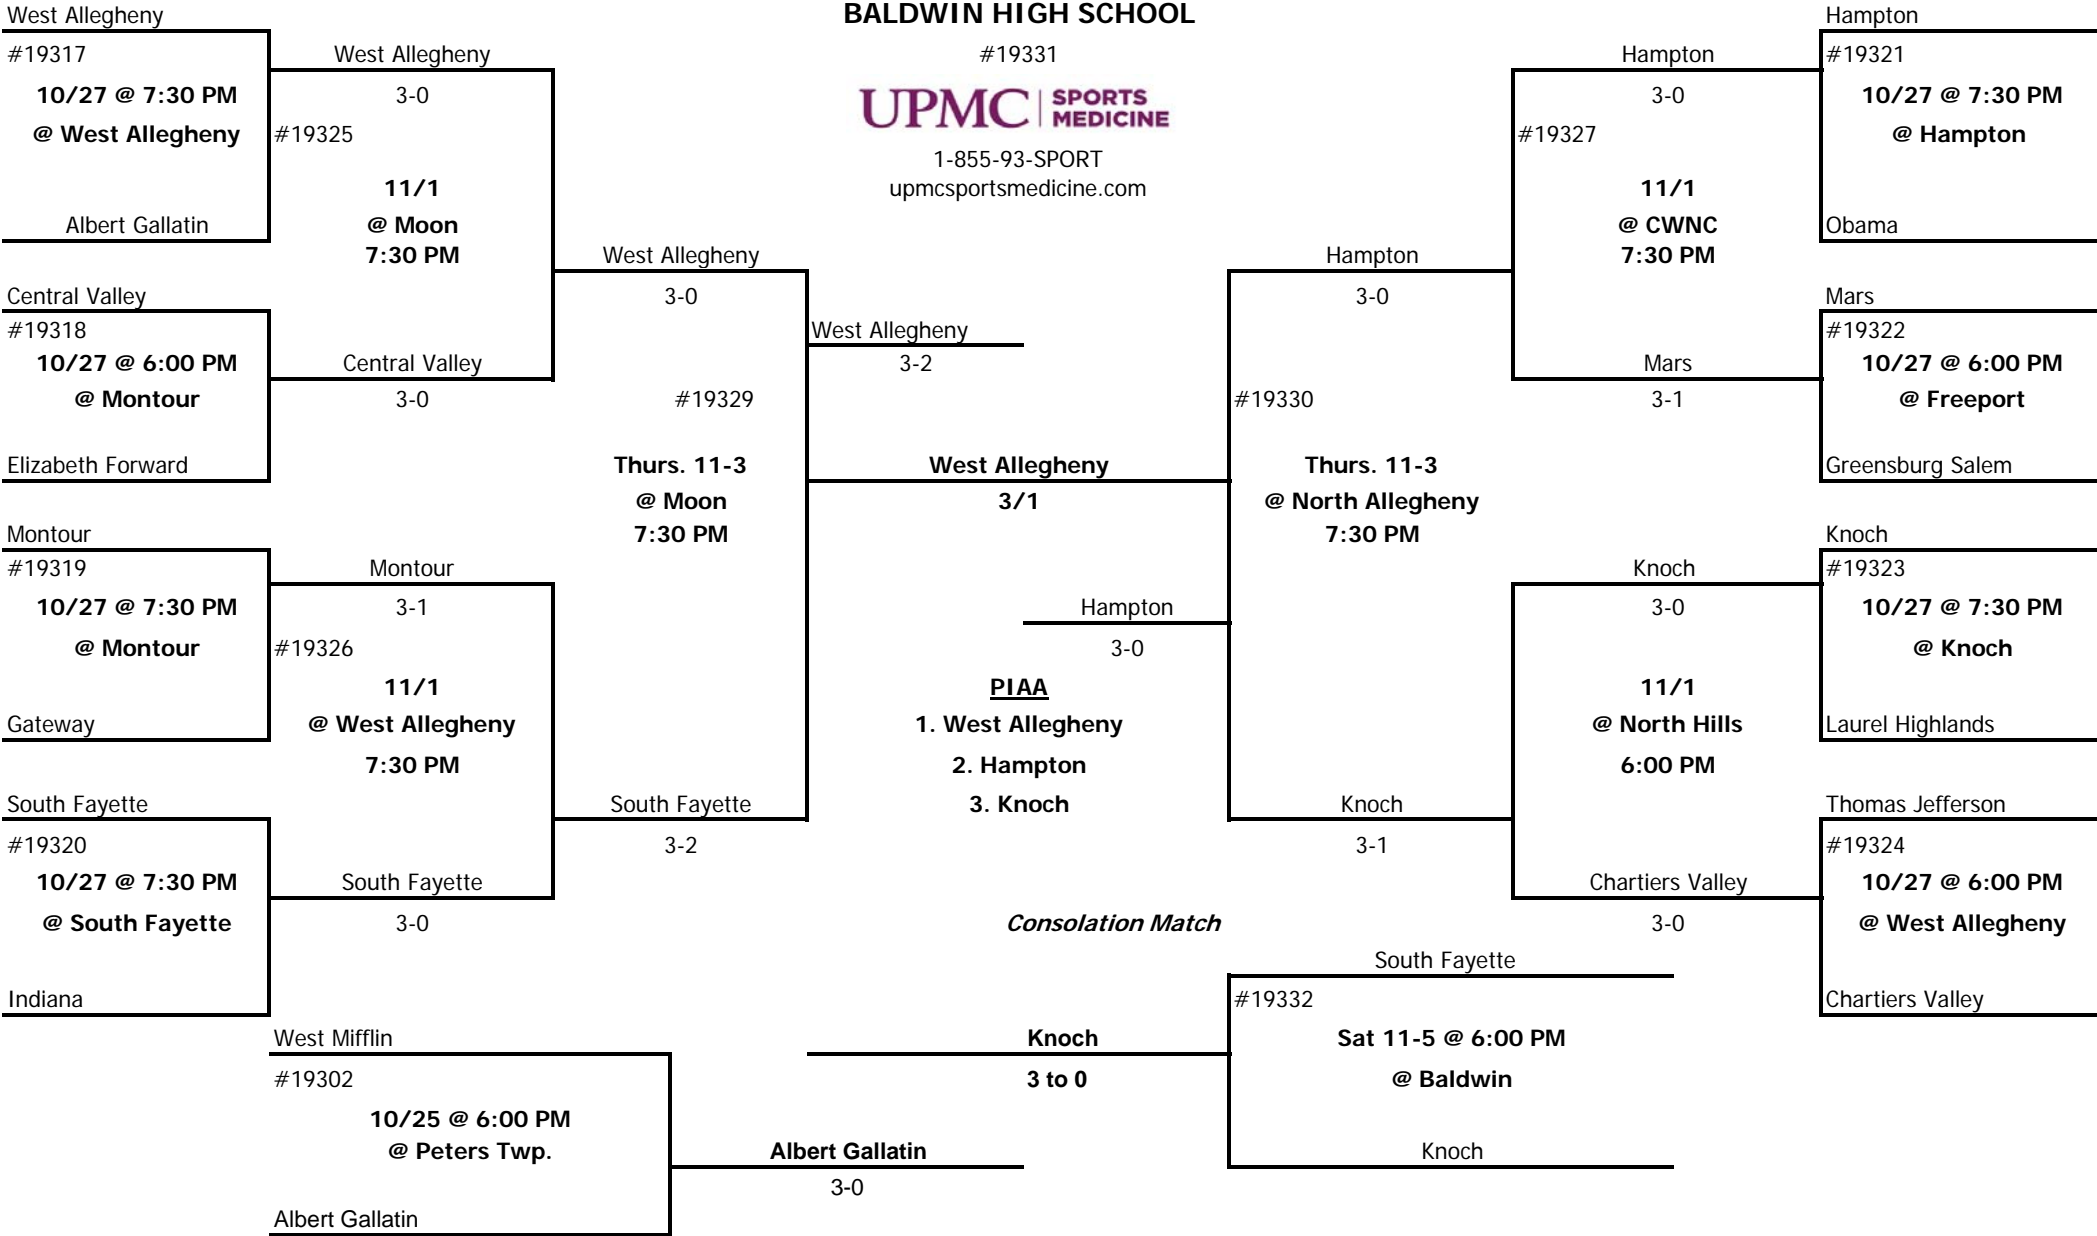 West Allegheny
#19317
10/27 @ 7:30 PM
@ West Allegheny
Albert Gallatin
Central Valley
#19318
10/27 @ 6:00 PM
@ Montour
Elizabeth Forward
Montour
#19319
10/27 @ 7:30 PM
@ Montour
Gateway
South Fayette
#19320
10/27 @ 7:30 PM
@ South Fayette
Indiana
West Allegheny
3-0
#19325
11/1
@ Moon
7:30 PM
Central Valley
3-0
Montour
3-1
#19326
11/1
@ West Allegheny
7:30 PM
South Fayette
3-0
West Allegheny
3-0
#19329
Thurs. 11-3
@ Moon
7:30 PM
South Fayette
3-2
BALDWIN HIGH SCHOOL
#19331
UPMC | SPORTS
MEDICINE
1-855-93-SPORT
upmcsportsmedicine.com
West Allegheny
3-2
West Allegheny
3/1
Hampton
3-0
PIAA
1. West Allegheny
2. Hampton
3. Knoch
Hampton
3-0
#19330
Thurs. 11-3
@ North Allegheny
7:30 PM
Knoch
3-1
Hampton
3-0
#19327
11/1
@ CWNC
7:30 PM
Mars
3-1
Knoch
3-0
11/1
@ North Hills
6:00 PM
Chartiers Valley
3-0
Hampton
#19321
10/27 @ 7:30 PM
@ Hampton
Obama
Mars
#19322
10/27 @ 6:00 PM
@ Freeport
Greensburg Salem
Knoch
#19323
10/27 @ 7:30 PM
@ Knoch
Laurel Highlands
Thomas Jefferson
#19324
10/27 @ 6:00 PM
@ West Allegheny
Chartiers Valley
Consolation Match
South Fayette
#19332
Sat 11-5 @ 6:00 PM
@ Baldwin
Knoch
Knoch
3 to 0
West Mifflin
#19302
10/25 @ 6:00 PM
@ Peters Twp.
Albert Gallatin
Albert Gallatin
3-0